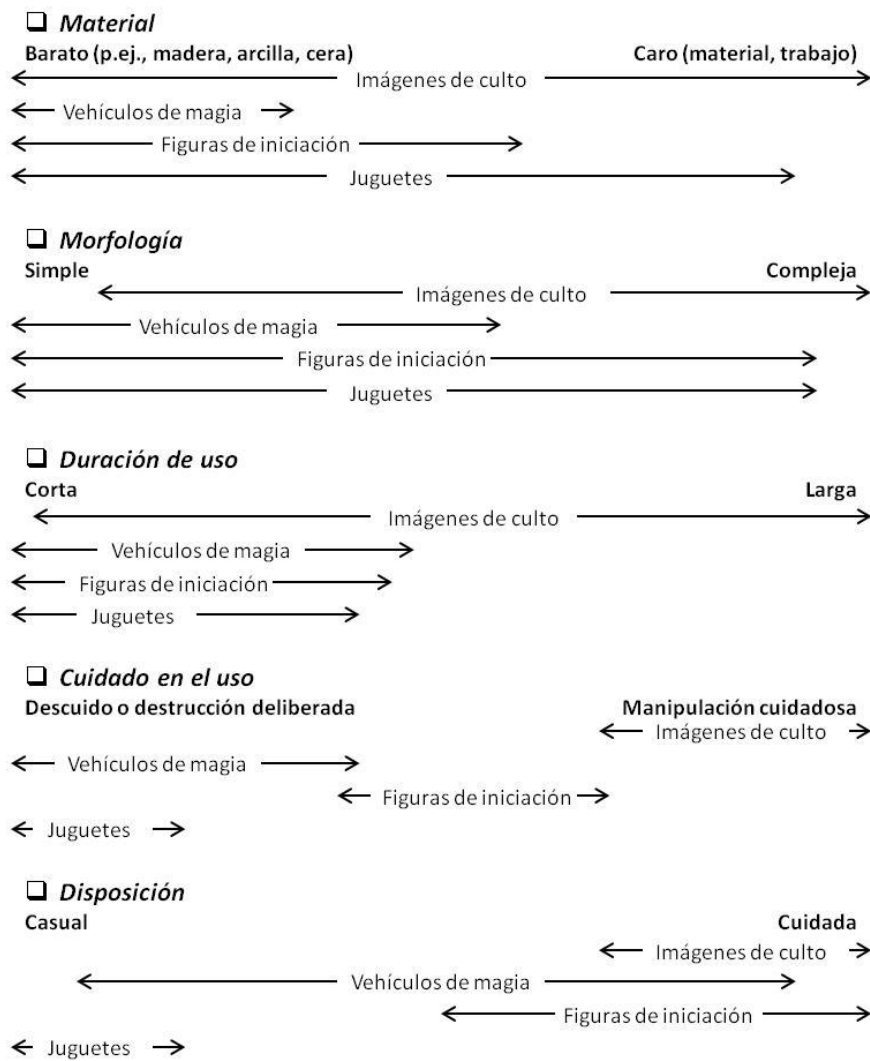 Material
Barato (p.ej., madera, arcilla, cera) Caro (material, trabajo)
Imágenes de culto
Vehículos de magia
Figuras de iniciación
Juguetes
Morfología
Simple Compleja
Imágenes de culto
Vehículos de magia
Figuras de iniciación
Juguetes
Duración de uso
Corta Larga
Imágenes de culto
Vehículos de magia
Figuras de iniciación
Juguetes
Cuidado en el uso
Descuido o destrucción deliberada Manipulación cuidadosa
Imágenes de culto
Vehículos de magia
Figuras de iniciación
Juguetes
Disposición
Casual Cuidada
Imágenes de culto
Vehículos de magia
Figuras de iniciación
Juguetes